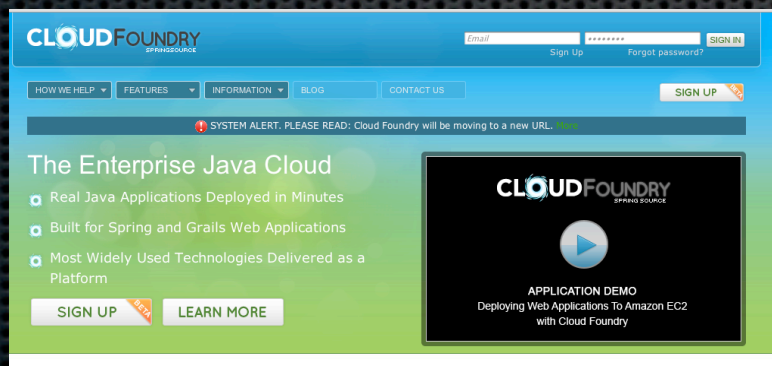 CLOUDFOUNDRY
SPRINGSOURCE
Email
••••••••
SIGN IN
Sign Up
Forgot password?
HOW WE HELP
FEATURES
INFORMATION
BLOG
CONTACT US
SIGN UP
BETA
SYSTEM ALERT. PLEASE READ: Cloud Foundry will be moving to a new URL. More
The Enterprise Java Cloud
Real Java Applications Deployed in Minutes
Built for Spring and Grails Web Applications
Most Widely Used Technologies Delivered as a
Platform
SIGN UP
BETA
LEARN MORE
CLOUDFOUNDRY
SPRING SOURCE
APPLICATION DEMO
Deploying Web Applications To Amazon EC2
with Cloud Foundry